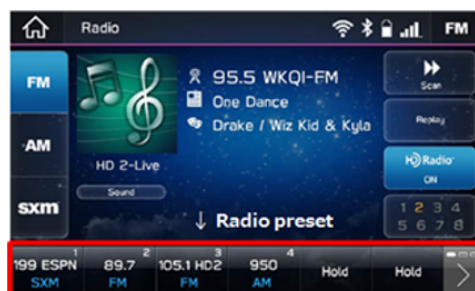 Radio
FM
FM
AM
sxm
95.5 WKQI-FM
One Dance
Drake / Wiz Kid & Kyla
HD 2-Live
Sound
Scan
Replay
HD Radio
ON
1 2 3 4
5 6 7 8
↓ Radio preset
1 2 3 4
199 ESPN 89.7 105.1 HD2 950 Hold Hold
SXM FM FM AM